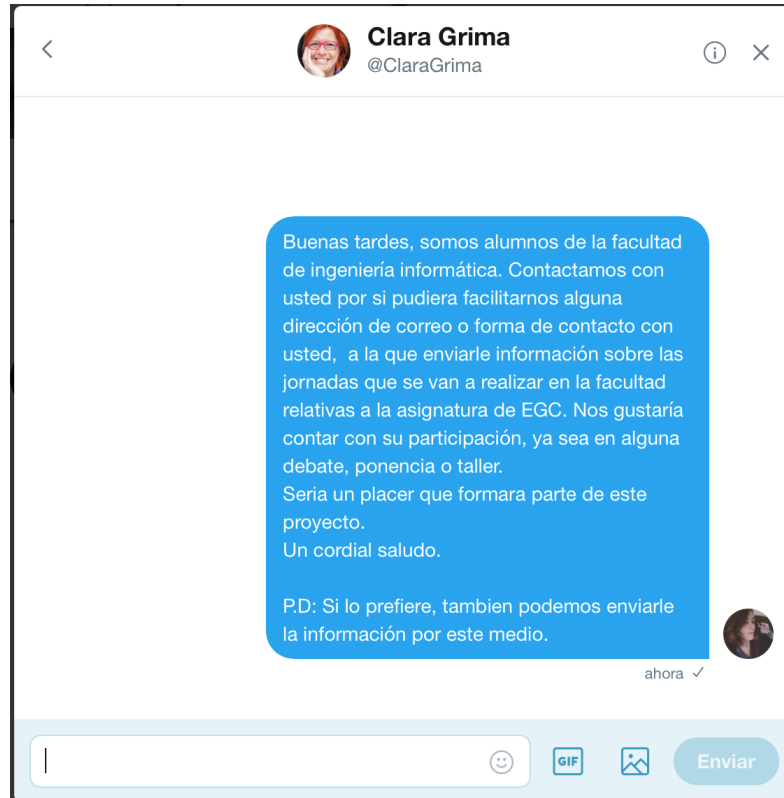 Clara Grima
@ClaraGrima
Buenas tardes, somos alumnos de la facultad
de ingeniería informática. Contactamos con
usted por si pudiera facilitarnos alguna
dirección de correo o forma de contacto con
usted,  a la que enviarle información sobre las
jornadas que se van a realizar en la facultad
relativas a la asignatura de EGC. Nos gustaría
contar con su participación, ya sea en alguna
debate, ponencia o taller.
Seria un placer que formara parte de este
proyecto.
Un cordial saludo.
P.D: Si lo prefiere, tambien podemos enviarle
la información por este medio.
ahora
GIF
Enviar